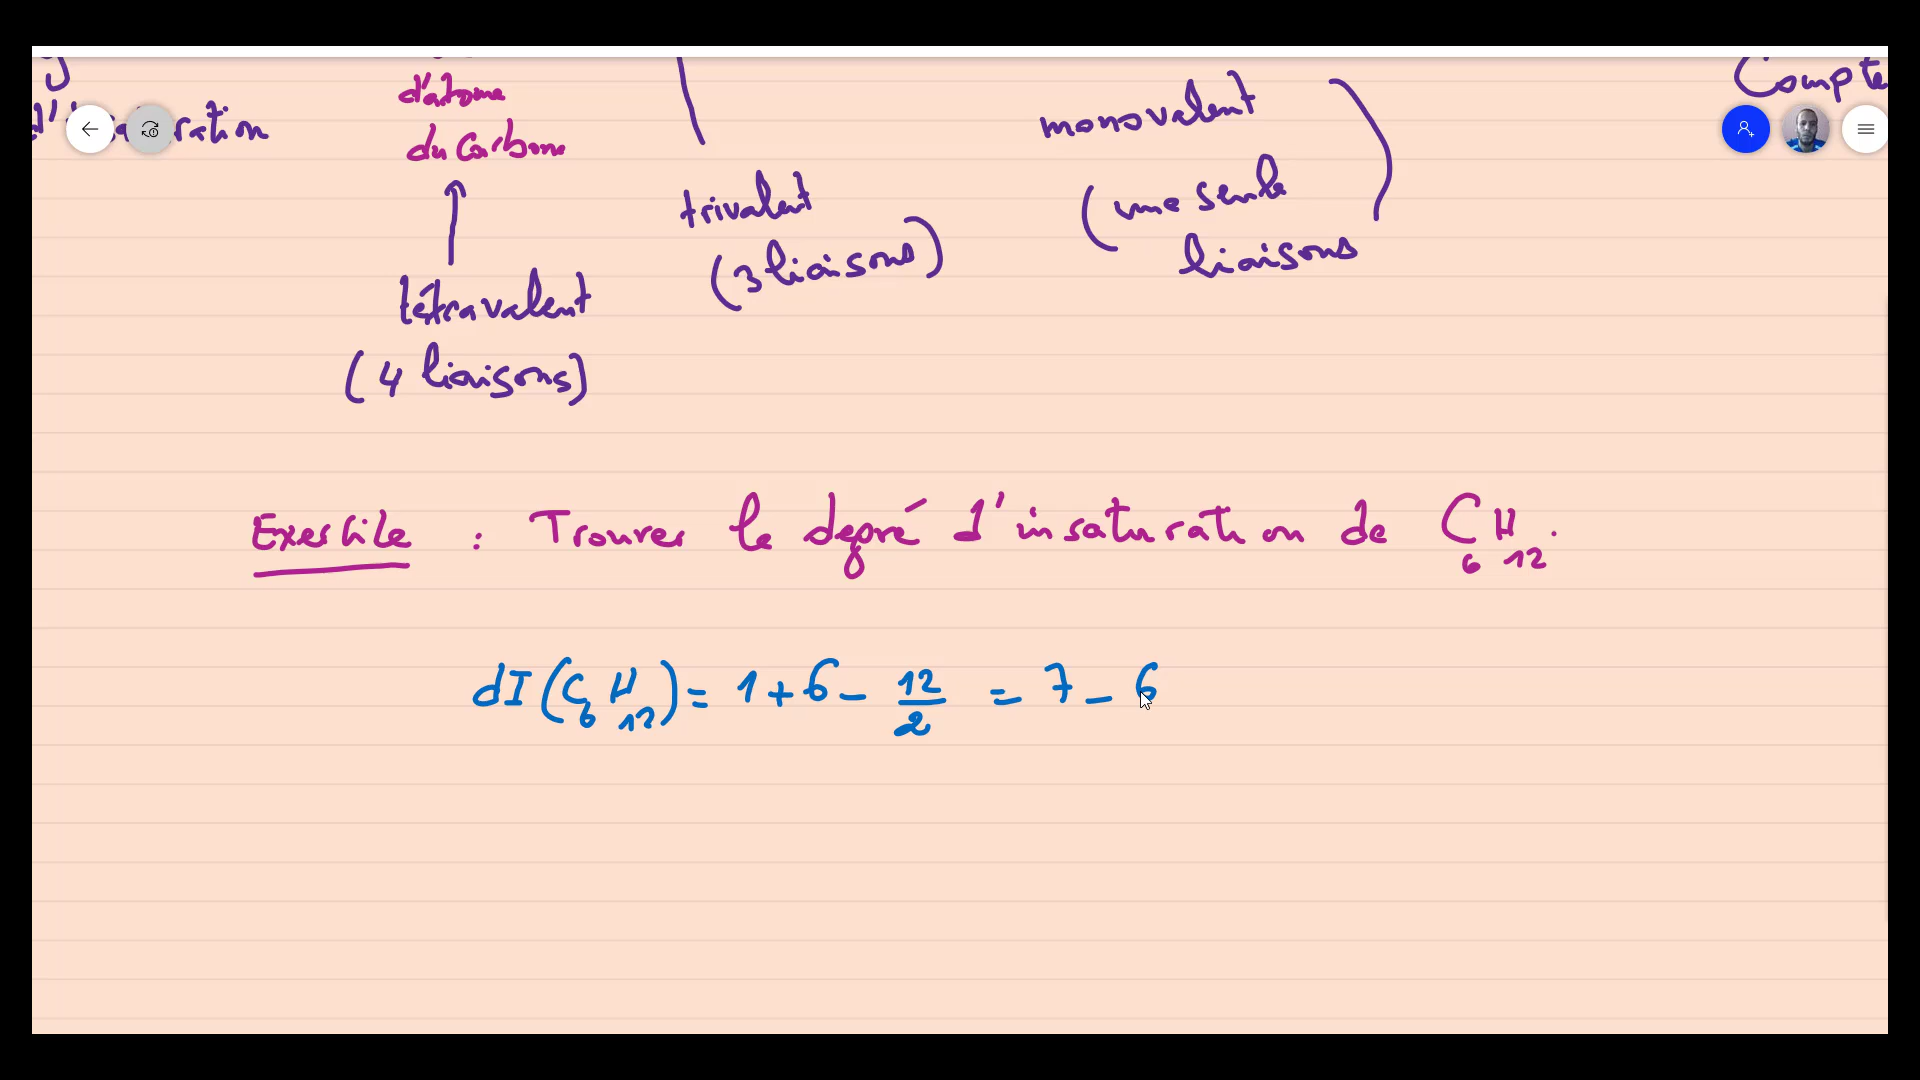 d'atome
du Carbone
tétravalent
(4 liaisons)
trivalent
(3 liaisons)
monovalent
(une seule
liaisons
Compte
Exercice : Trouver le degré d'insaturation de C6H12.
dI(C6H12) = 1 + 6 - 12/2 = 7 - 6